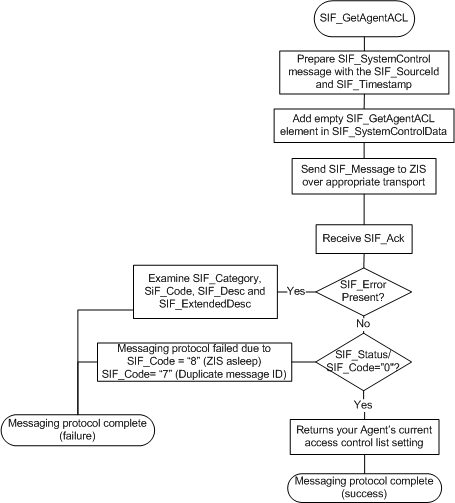 SIF_GetAgentACL
Prepare SIF_SystemControl
message with the SIF_SourceId
and SIF_Timestamp
Add empty SIF_GetAgentACL
element in SIF_SystemControlData
Send SIF_Message to ZIS
over appropriate transport
Receive SIF_Ack
SIF_Error
Present?
Yes
Examine SIF_Category,
SiF_Code, SIF_Desc and
SIF_ExtendedDesc
No
SIF_Status/
SIF_Code="0"?
Messaging protocol failed due to
SIF_Code = “8” (ZIS asleep)
SIF_Code= “7” (Duplicate message ID)
Yes
Messaging protocol complete
(failure)
Returns your Agent’s current
access control list setting
Messaging protocol complete
(success)